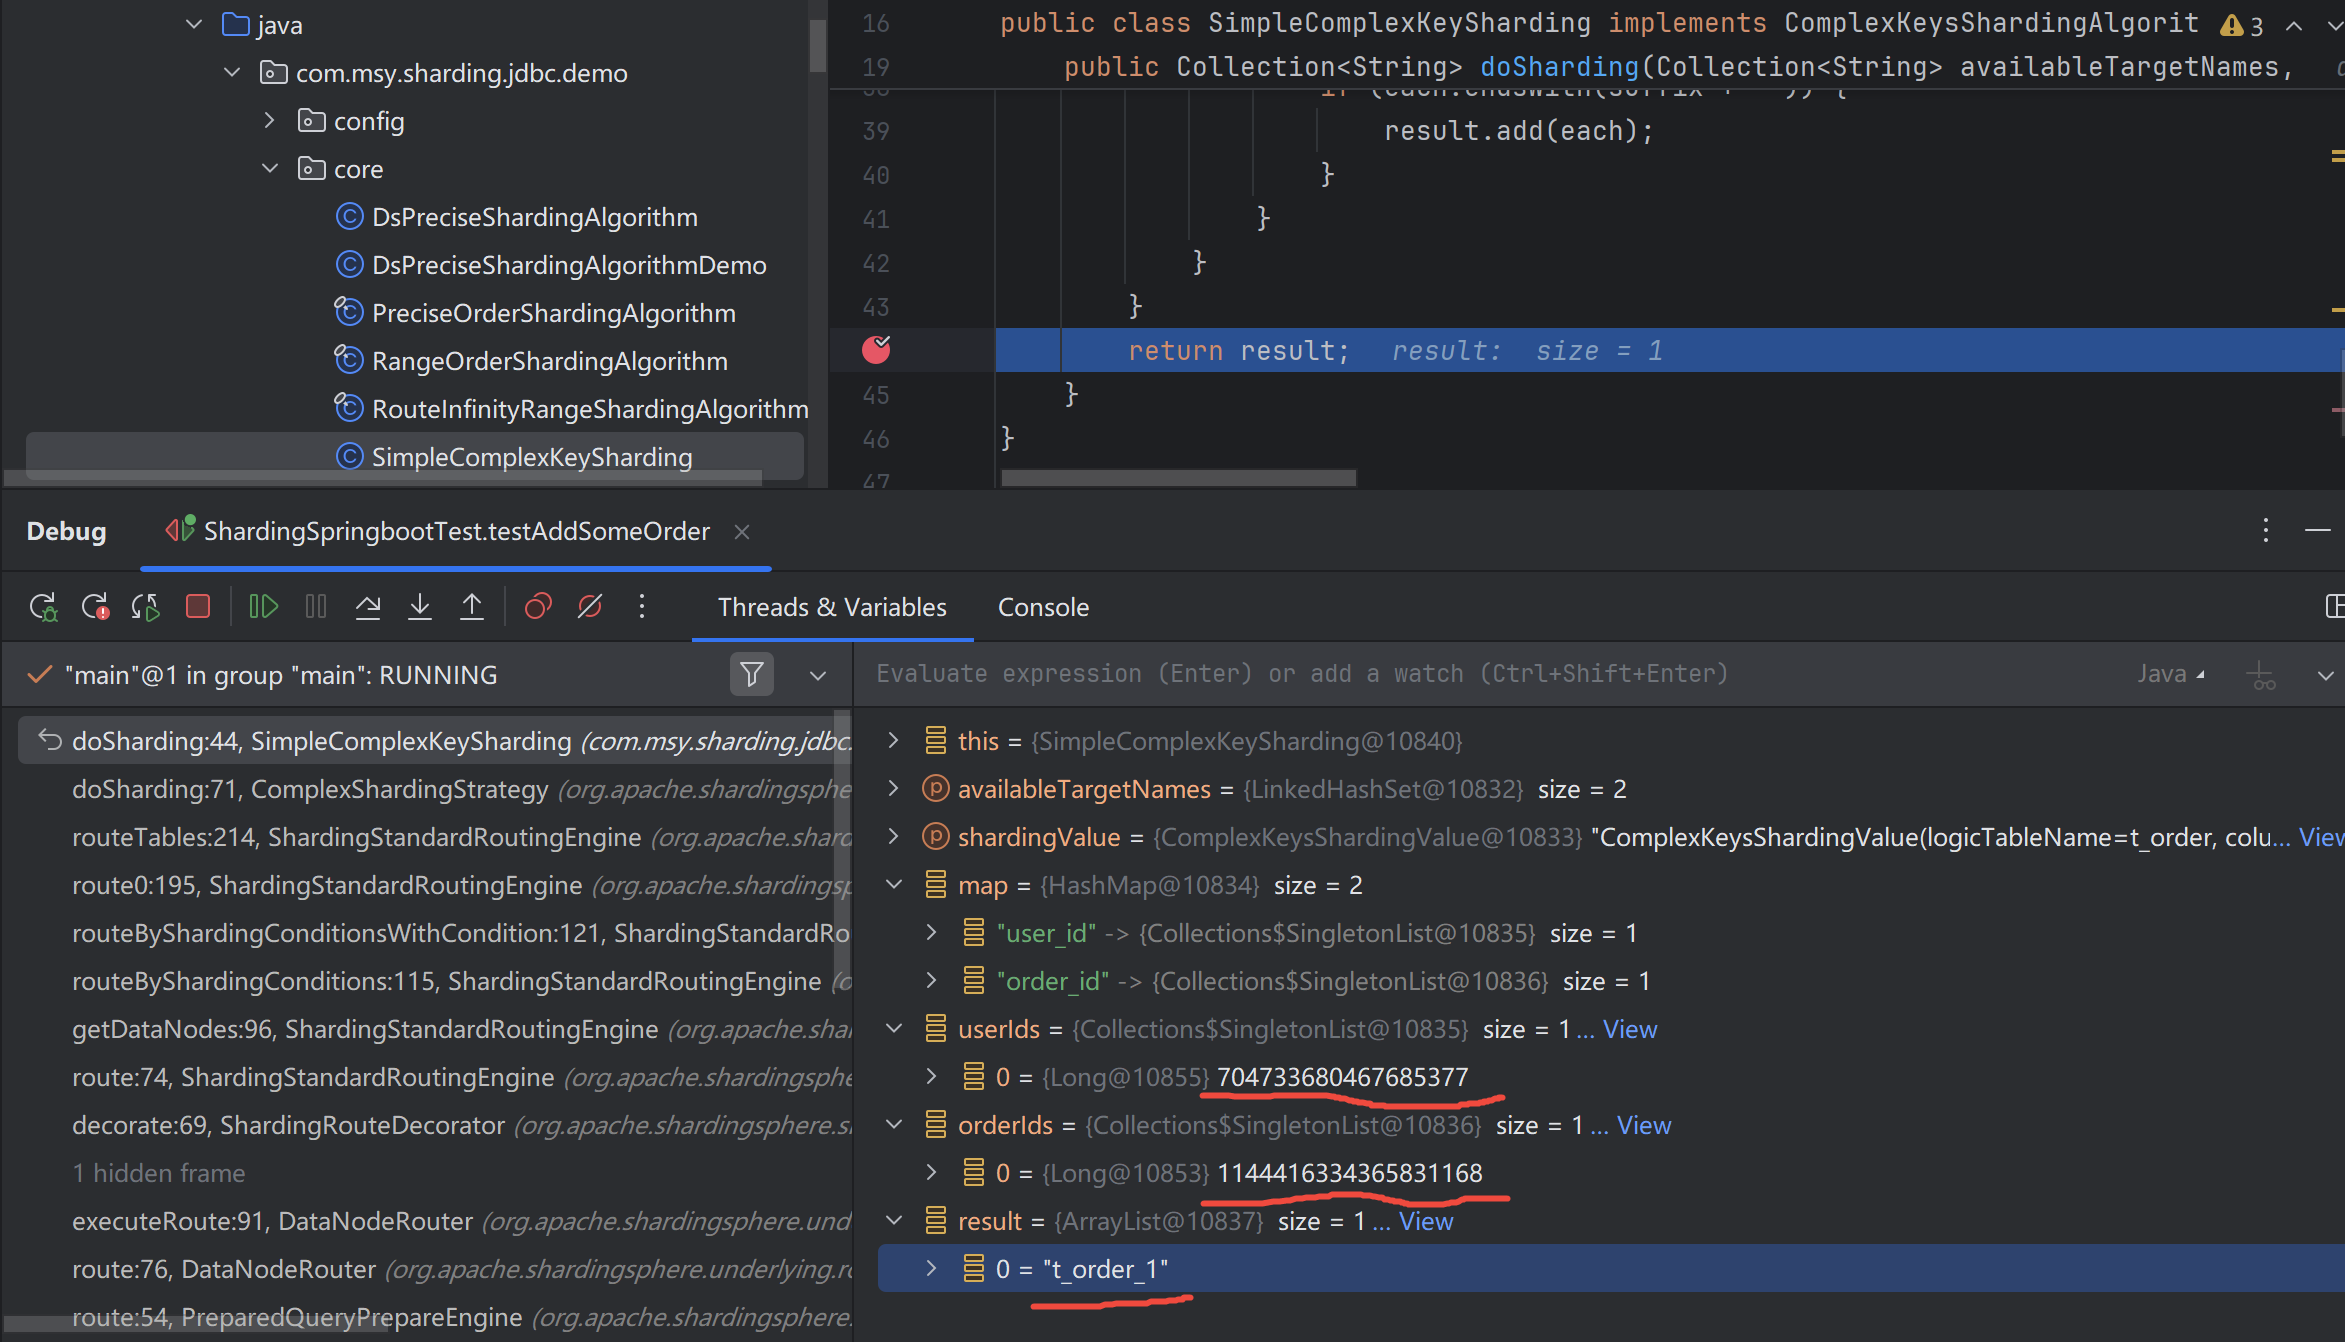 java
com.msy.sharding.jdbc.demo
config
core
DsPreciseShardingAlgorithm
DsPreciseShardingAlgorithmDemo
PreciseOrderShardingAlgorithm
RangeOrderShardingAlgorithm
RouteInfinityRangeShardingAlgorithm
SimpleComplexKeySharding
16 public class SimpleComplexKeySharding implements ComplexKeysShardingAlgorit 3
19 public Collection<String> doSharding(Collection<String> availableTargetNames,
39 result.add(each);
40 }
41 }
42 }
43 }
return result; result: size = 1
45 }
46 }
47
Debug ShardingSpringbootTest.testAddSomeOrder
Threads & Variables Console
"main"@1 in group "main": RUNNING
doSharding:44, SimpleComplexKeySharding (com.msy.sharding.jdbc.
doSharding:71, ComplexShardingStrategy (org.apache.shardingsphe
routeTables:214, ShardingStandardRoutingEngine (org.apache.shard
route0:195, ShardingStandardRoutingEngine (org.apache.shardingsp
routeByShardingConditionsWithCondition:121, ShardingStandardRo
routeByShardingConditions:115, ShardingStandardRoutingEngine (o
getDataNodes:96, ShardingStandardRoutingEngine (org.apache.shar
route:74, ShardingStandardRoutingEngine (org.apache.shardingsphe
decorate:69, ShardingRouteDecorator (org.apache.shardingsphere.sh
1 hidden frame
executeRoute:91, DataNodeRouter (org.apache.shardingsphere.und
route:76, DataNodeRouter (org.apache.shardingsphere.underlying.ro
route:54, PreparedQueryPrepareEngine (org.apache.shardingsphere.
Evaluate expression (Enter) or add a watch (Ctrl+Shift+Enter) Java
this = {SimpleComplexKeySharding@10840}
availableTargetNames = {LinkedHashSet@10832} size = 2
shardingValue = {ComplexKeysShardingValue@10833} "ComplexKeysShardingValue(logicTableName=t_order, colu... View
map = {HashMap@10834} size = 2
"user_id" -> {Collections$SingletonList@10835} size = 1
"order_id" -> {Collections$SingletonList@10836} size = 1
userIds = {Collections$SingletonList@10835} size = 1 ... View
0 = {Long@10855} 704733680467685377
orderIds = {Collections$SingletonList@10836} size = 1 ... View
0 = {Long@10853} 1144416334365831168
result = {ArrayList@10837} size = 1 ... View
0 = "t_order_1"